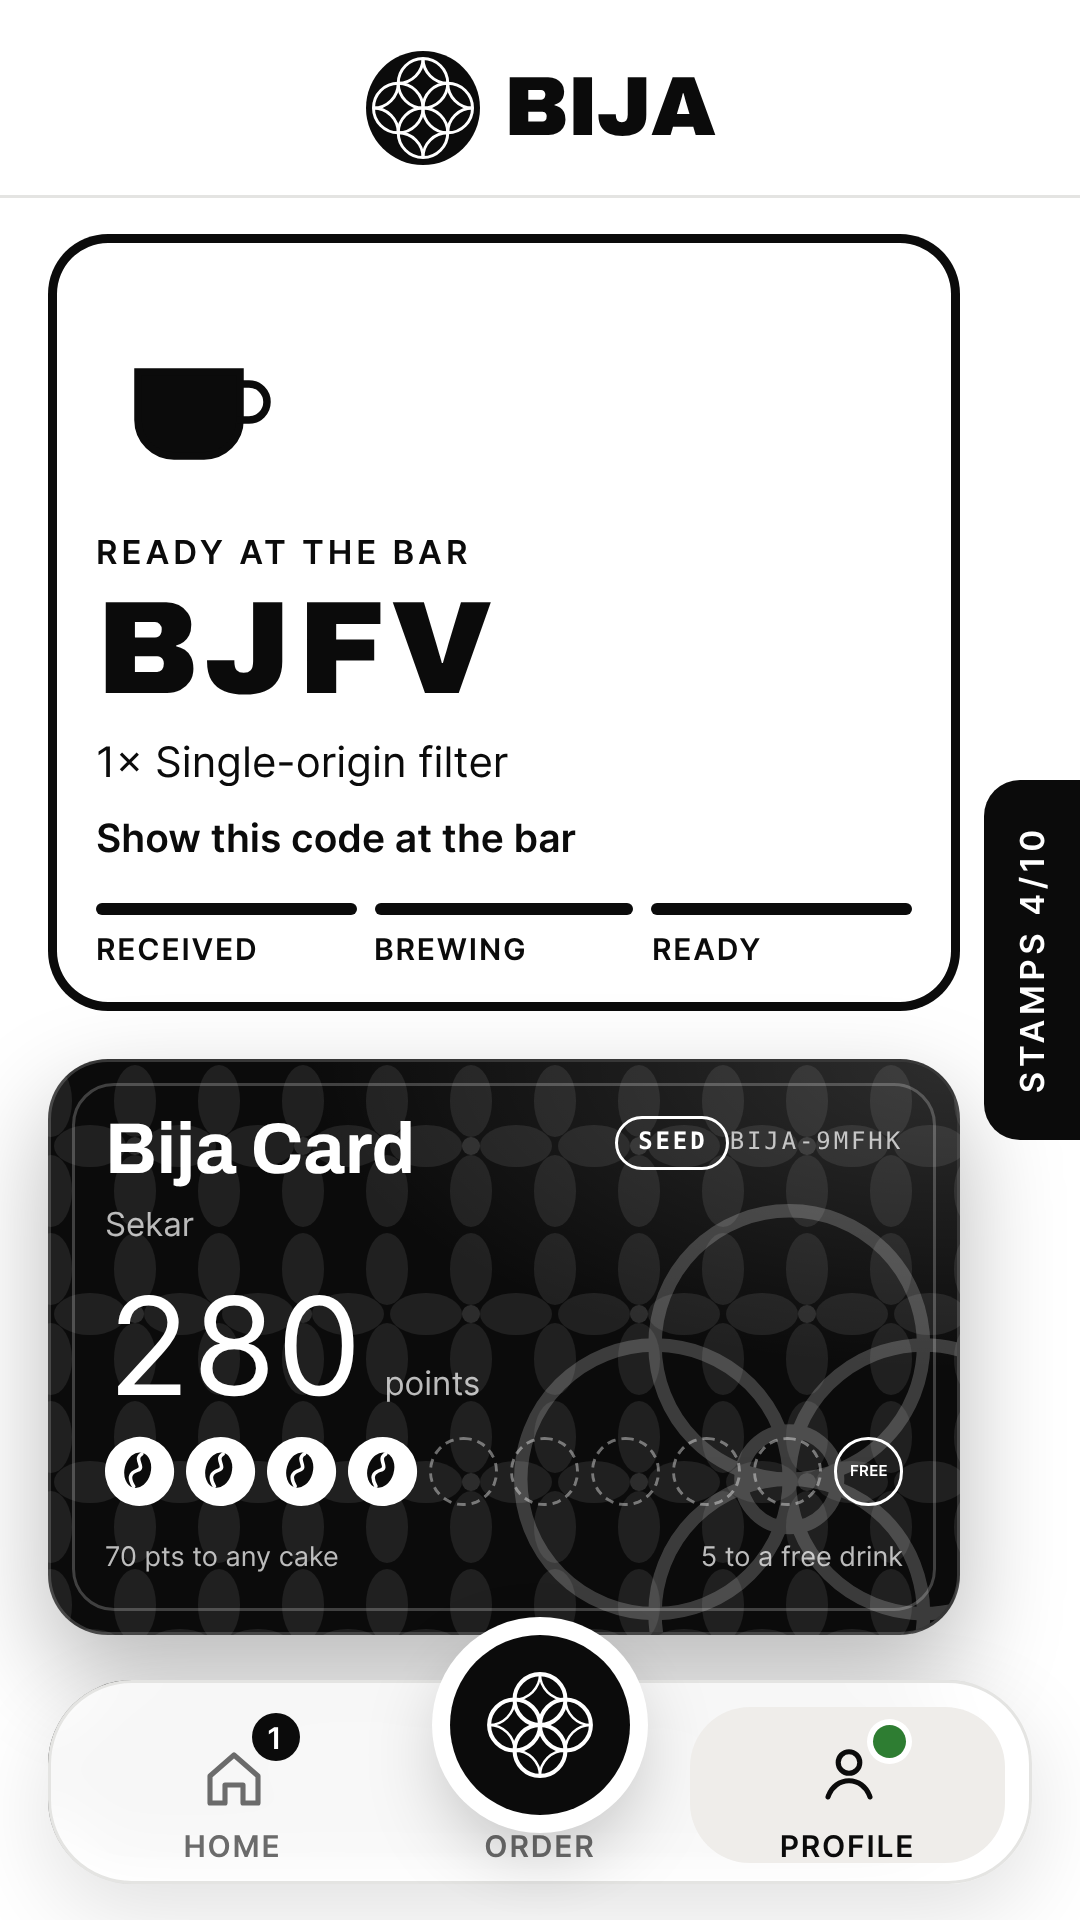 BIJA
READY AT THE BAR
BJFV
1× Single-origin filter
Show this code at the bar
RECEIVED BREWING READY
STAMPS 4/10
Bija Card SEED BIJA-9MFHK
Sekar
280 points
FREE
70 pts to any cake 5 to a free drink
1
HOME ORDER PROFILE